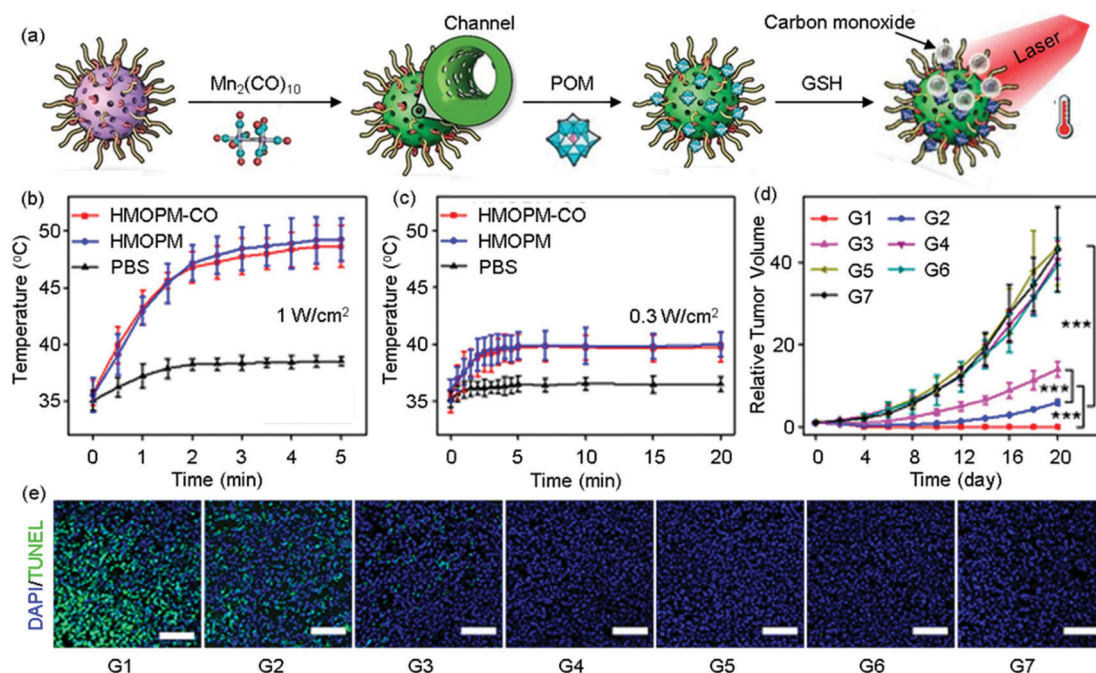 (a)
Mn₂(CO)₁₀
Channel
POM
GSH
Carbon monoxide
Laser
(b)
HMOPM-CO
HMOPM
PBS
1 W/cm²
Temperature (°C)
50
45
40
35
0 1 2 3 4 5
Time (min)
(c)
HMOPM-CO
HMOPM
PBS
0.3 W/cm²
Temperature (°C)
50
45
40
35
0 5 10 15 20
Time (min)
(d)
G1 G2
G3 G4
G5 G6
G7
Relative Tumor Volume
40
20
0
0 4 8 12 16 20
Time (day)
★★★
★★★
★★★
(e)
DAPI/TUNEL
G1 G2 G3 G4 G5 G6 G7